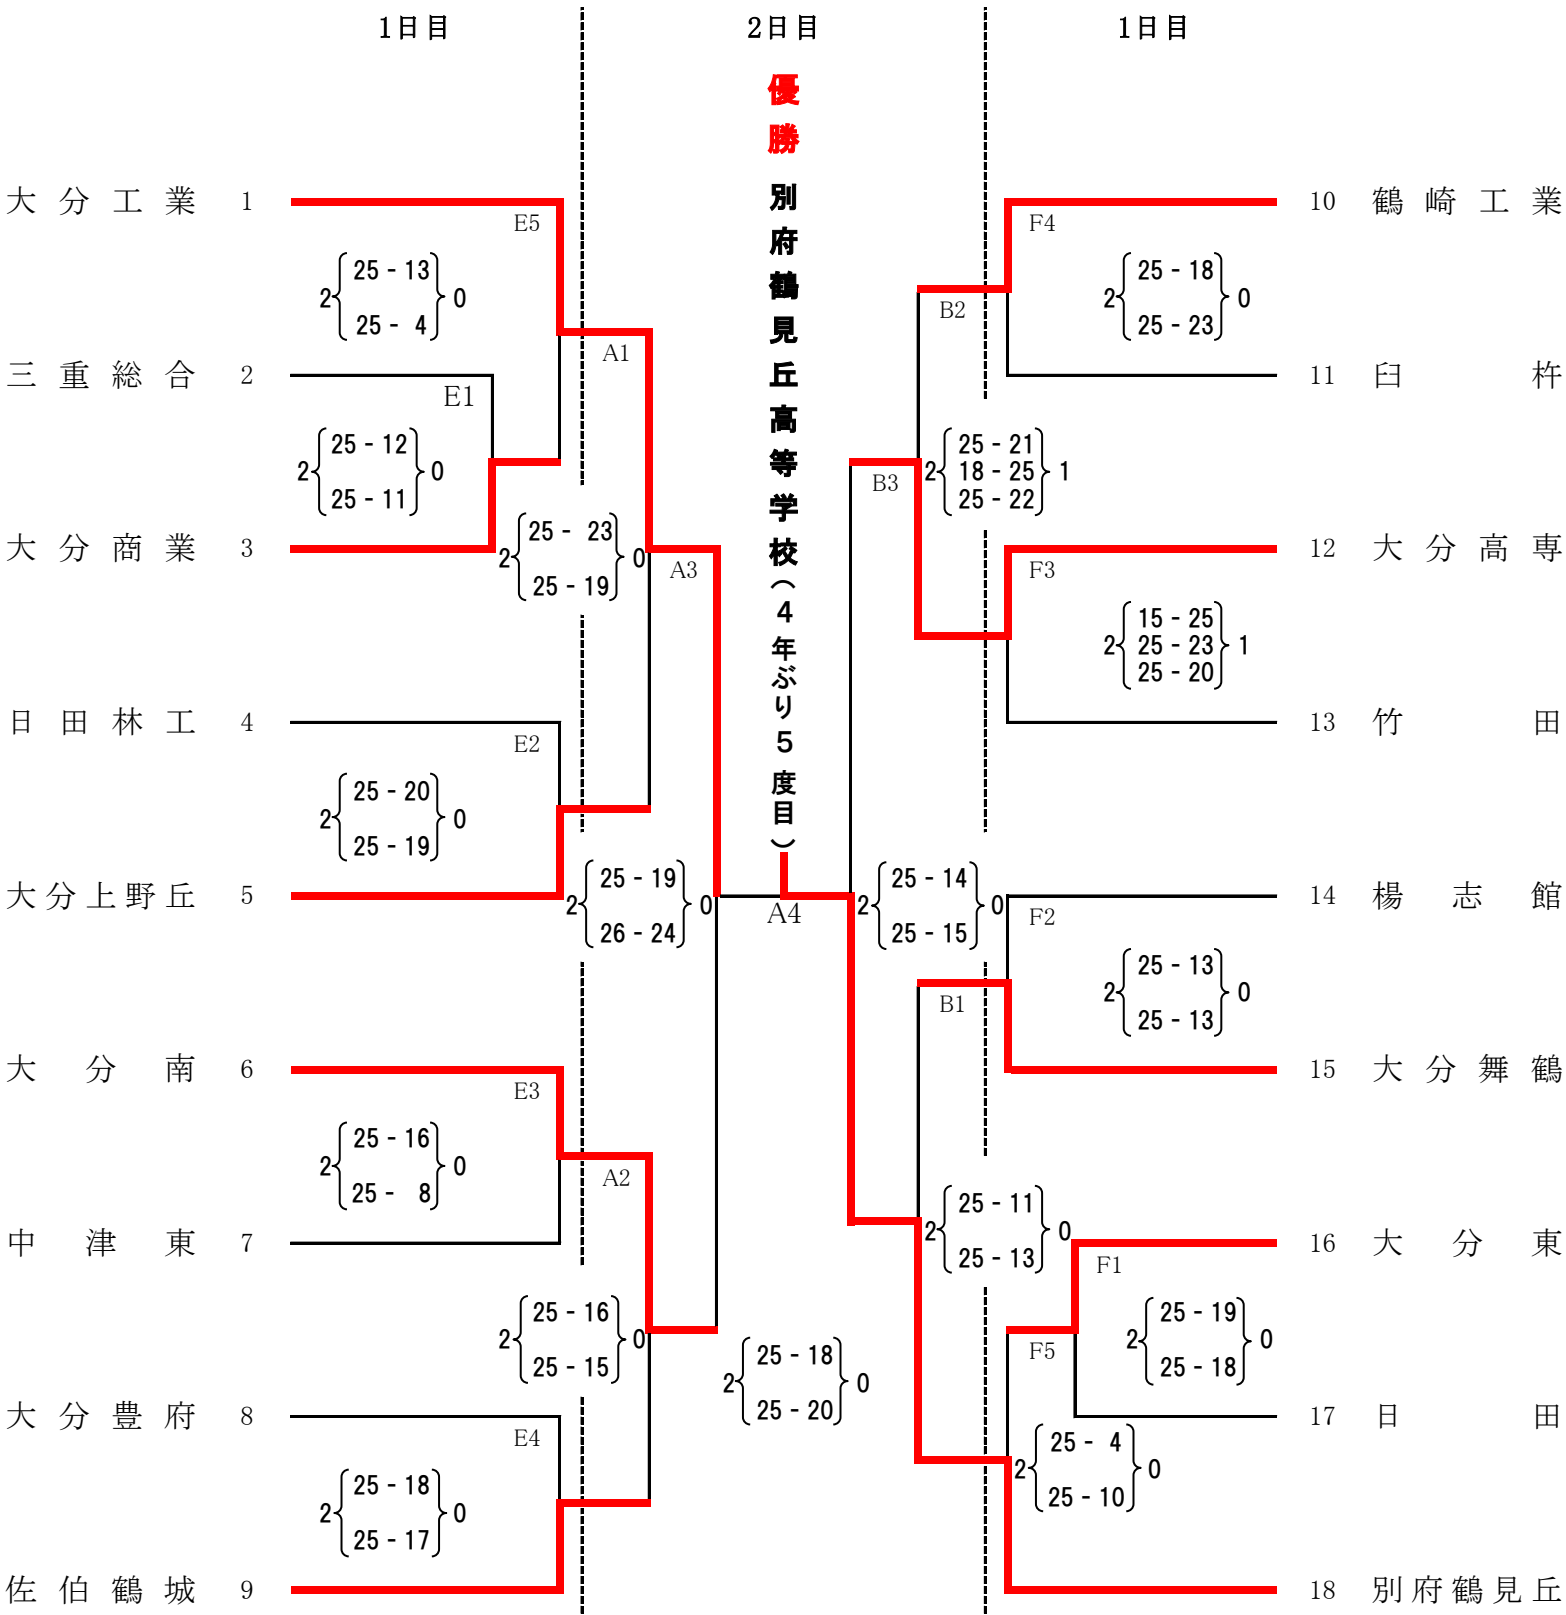 1日目
2日目
1日目
優勝
別府鶴見丘高等学校（４年ぶり５度目）
大分工業 1
E5
25 - 13
2 0
25 - 4
A1
三重総合 2
E1
25 - 12
2 0
25 - 11
大分商業 3
25 - 23
2 0
25 - 19
A3
日田林工 4
E2
25 - 20
2 0
25 - 19
大分上野丘 5
25 - 19
2 0
26 - 24
A4
大分南 6
E3
25 - 16
2 0
25 - 8
A2
中津東 7
25 - 16
2 0
25 - 15
大分豊府 8
E4
25 - 18
2 0
25 - 17
佐伯鶴城 9
25 - 18
2 0
25 - 20
10 鶴崎工業
F4
25 - 18
2 0
25 - 23
B2
11 臼杵
25 - 21
2 18 - 25 1
25 - 22
B3
12 大分高専
F3
15 - 25
2 25 - 23 1
25 - 20
13 竹田
25 - 14
2 0
25 - 15
14 楊志館
F2
25 - 13
2 0
25 - 13
B1
15 大分舞鶴
25 - 11
2 0
25 - 13
16 大分東
F1
25 - 19
2 0
25 - 18
F5
17 日田
25 - 4
2 0
25 - 10
18 別府鶴見丘